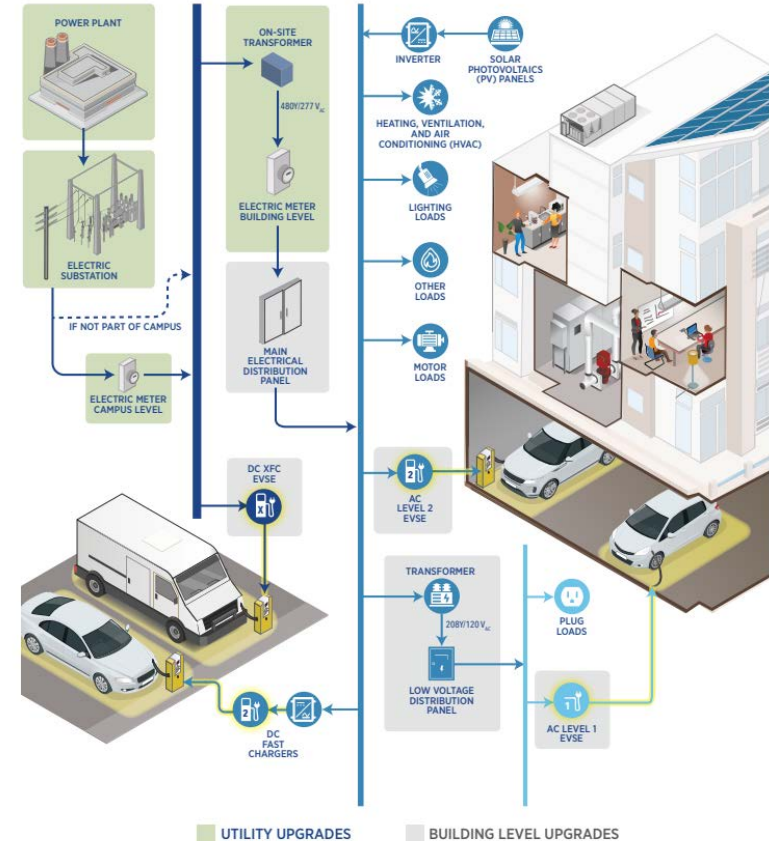 POWER PLANT
ELECTRIC
SUBSTATION
IF NOT PART OF CAMPUS
ELECTRIC METER
CAMPUS LEVEL
ON-SITE
TRANSFORMER
480Y/277 VAC
ELECTRIC METER
BUILDING LEVEL
MAIN
ELECTRICAL
DISTRIBUTION
PANEL
DC XFC
EVSE
X
INVERTER
SOLAR
PHOTOVOLTAICS
(PV) PANELS
HEATING, VENTILATION,
AND AIR
CONDITIONING (HVAC)
LIGHTING
LOADS
OTHER
LOADS
MOTOR
LOADS
2
AC
LEVEL 2
EVSE
TRANSFORMER
208Y/120 VAC
LOW VOLTAGE
DISTRIBUTION
PANEL
PLUG
LOADS
1
AC LEVEL 1
EVSE
2
DC
FAST
CHARGERS
UTILITY UPGRADES
BUILDING LEVEL UPGRADES